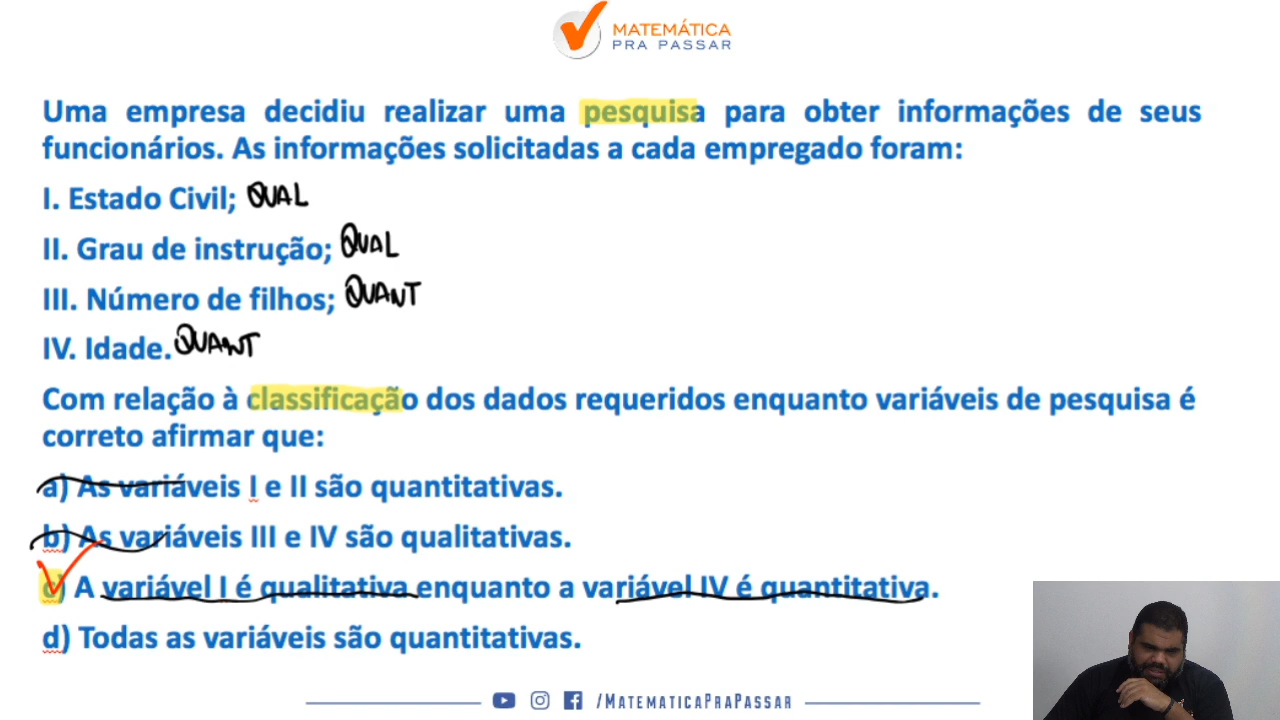 MATEMÁTICA
PRA PASSAR
Uma empresa decidiu realizar uma pesquisa para obter informações de seus
funcionários. As informações solicitadas a cada empregado foram:
I. Estado Civil; QUAL
II. Grau de instrução; QUAL
III. Número de filhos; QUANT
IV. Idade. QUANT
Com relação à classificação dos dados requeridos enquanto variáveis de pesquisa é
correto afirmar que:
a) As variáveis I e II são quantitativas.
b) As variáveis III e IV são qualitativas.
c) A variável I é qualitativa enquanto a variável IV é quantitativa.
d) Todas as variáveis são quantitativas.
/MATEMATICAPRAPASSAR